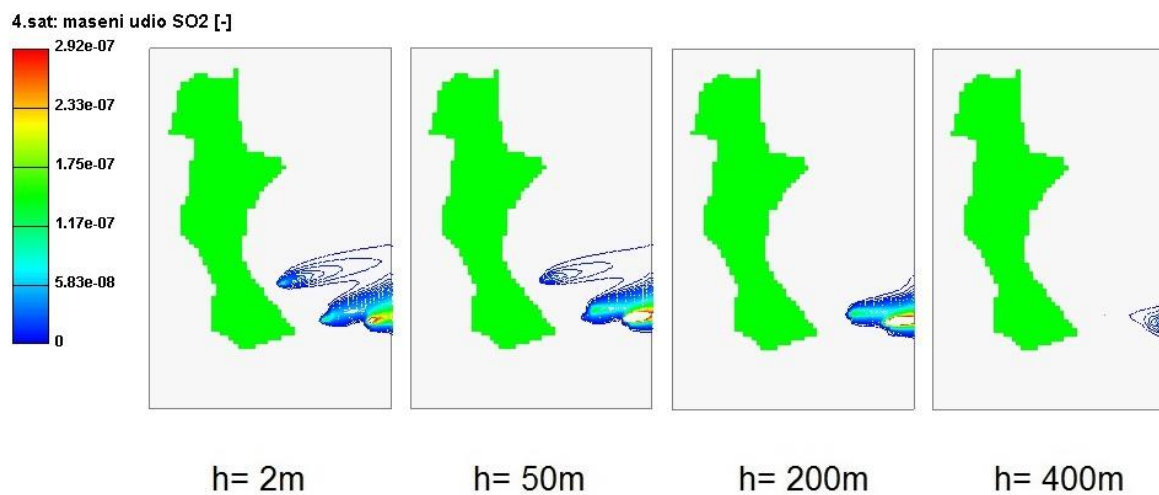 4.sat: maseni udio SO2 [-]
2.92e-07
2.33e-07
1.75e-07
1.17e-07
5.83e-08
0
h= 2m
h= 50m
h= 200m
h= 400m